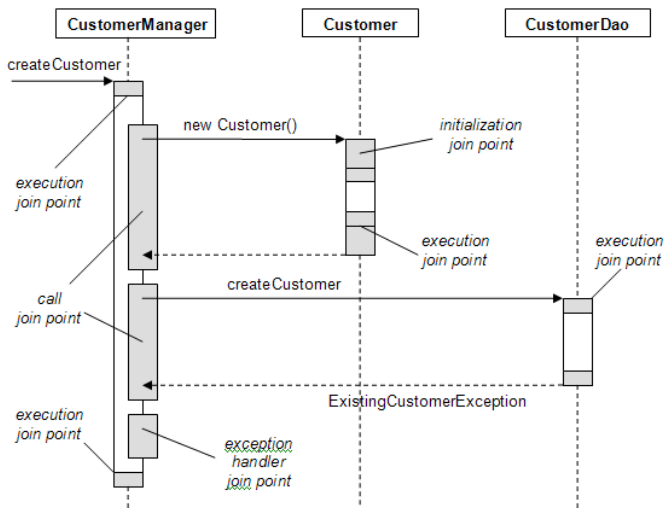 CustomerManager
Customer
CustomerDao
createCustomer
new Customer()
initialization
join point
execution
join point
execution
join point
execution
join point
createCustomer
call
join point
ExistingCustomerException
execution
join point
exception
handler
join point